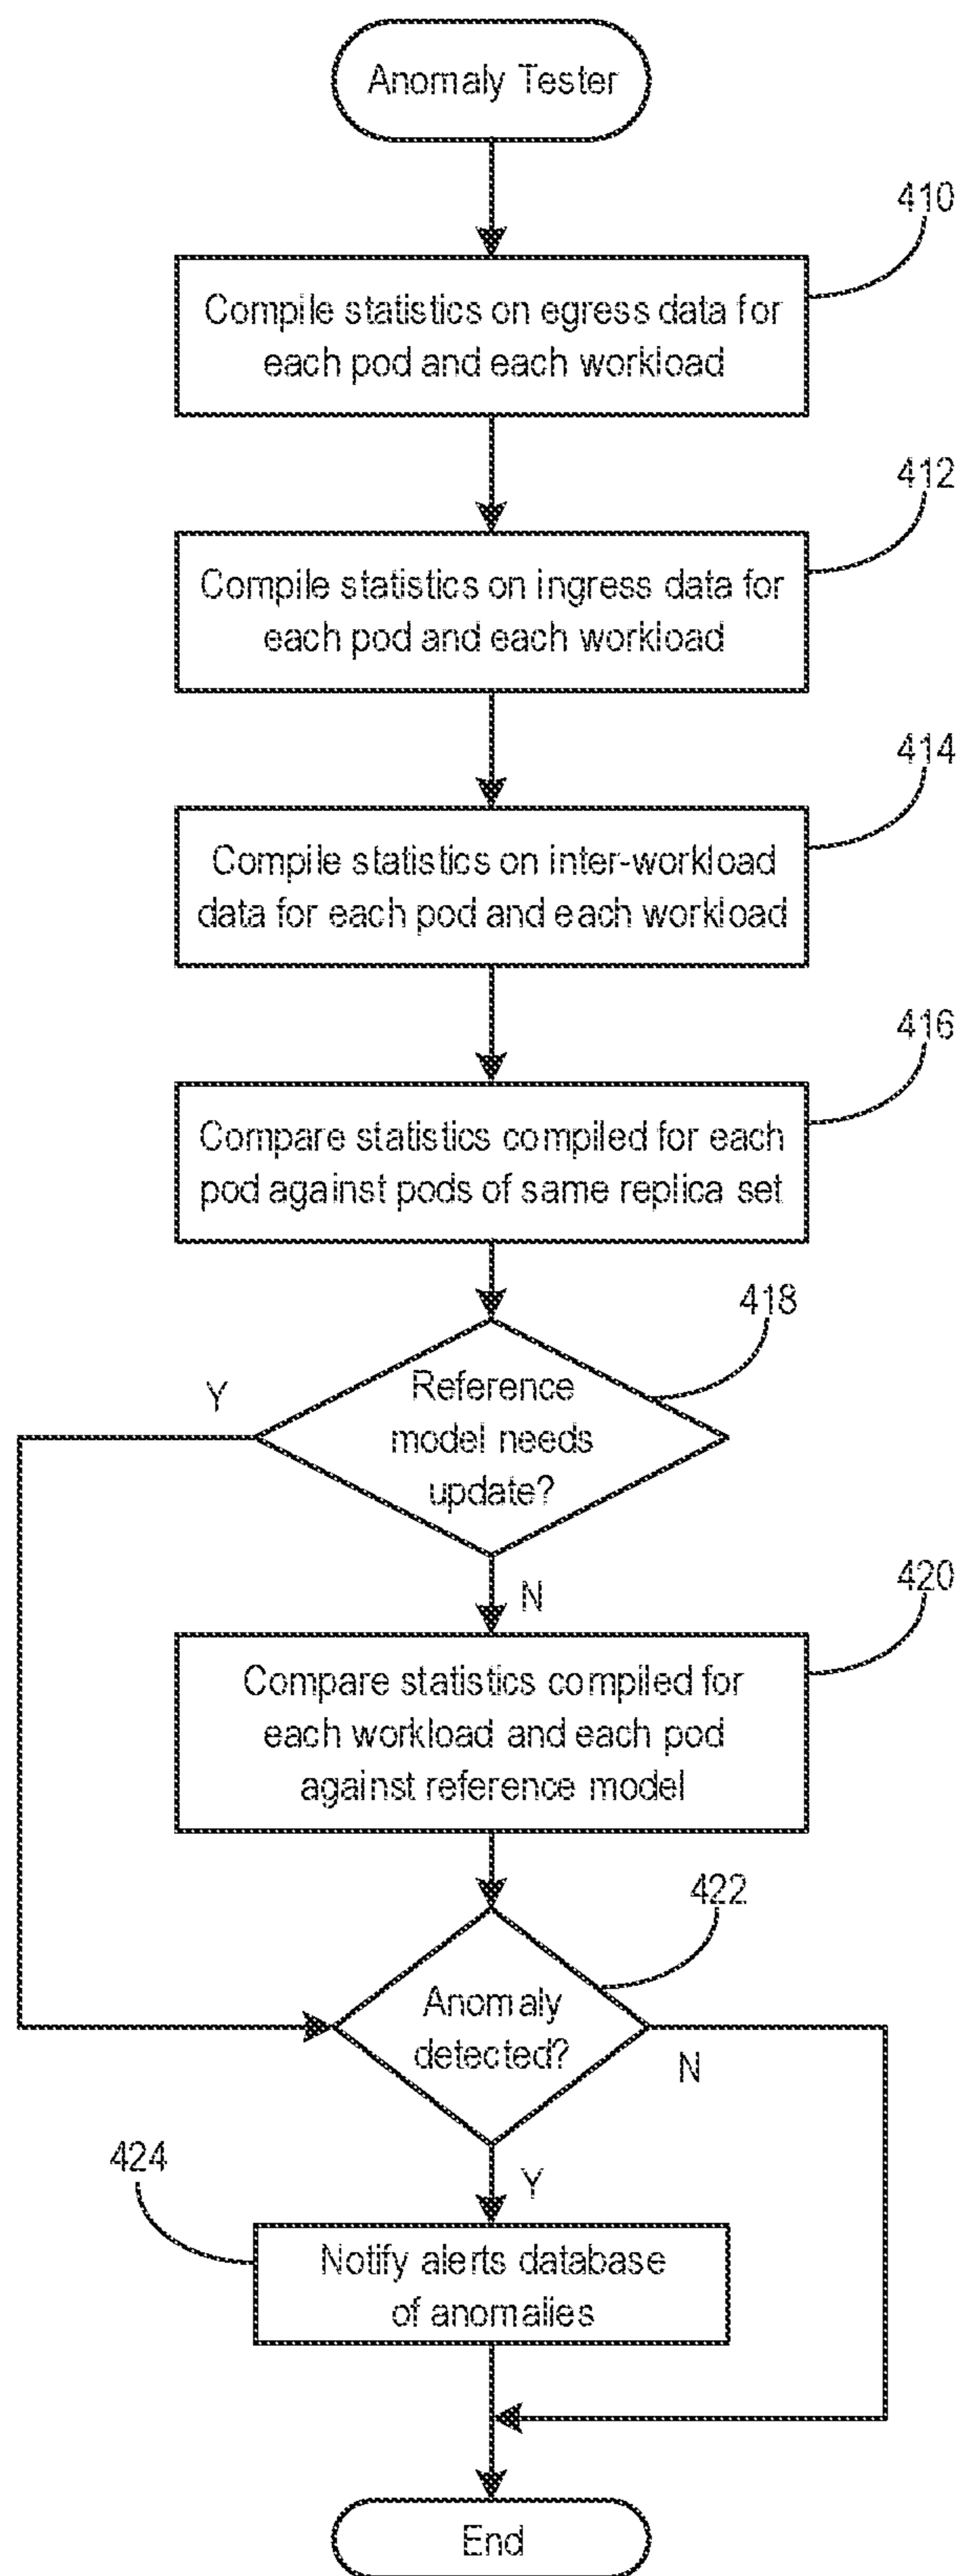 Anomaly Tester
410
Compile statistics on egress data for
each pod and each workload
412
Compile statistics on ingress data for
each pod and each workload
414
Compile statistics on inter-workload
data for each pod and each workload
416
Compare statistics compiled for each
pod against pods of same replica set
418
Y
Reference
model needs
update?
N
420
Compare statistics compiled for
each workload and each pod
against reference model
422
Anomaly
detected?
N
424
Y
Notify alerts database
of anomalies
End